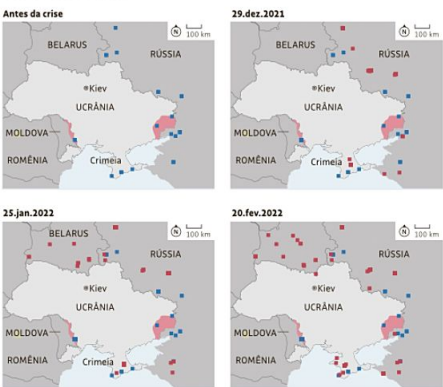 Antes da crise
N
100 km
BELARUS
RÚSSIA
Kiev
UCRÂNIA
MOLDOVA
ROMÊNIA
Crimeia
29.dez.2021
N
100 km
BELARUS
RÚSSIA
Kiev
UCRÂNIA
MOLDOVA
ROMÊNIA
Crimeia
25.jan.2022
N
100 km
BELARUS
RÚSSIA
Kiev
UCRÂNIA
MOLDOVA
ROMÊNIA
Crimeia
20.fev.2022
N
100 km
BELARUS
RÚSSIA
Kiev
UCRÂNIA
MOLDOVA
ROMÊNIA
Crimeia